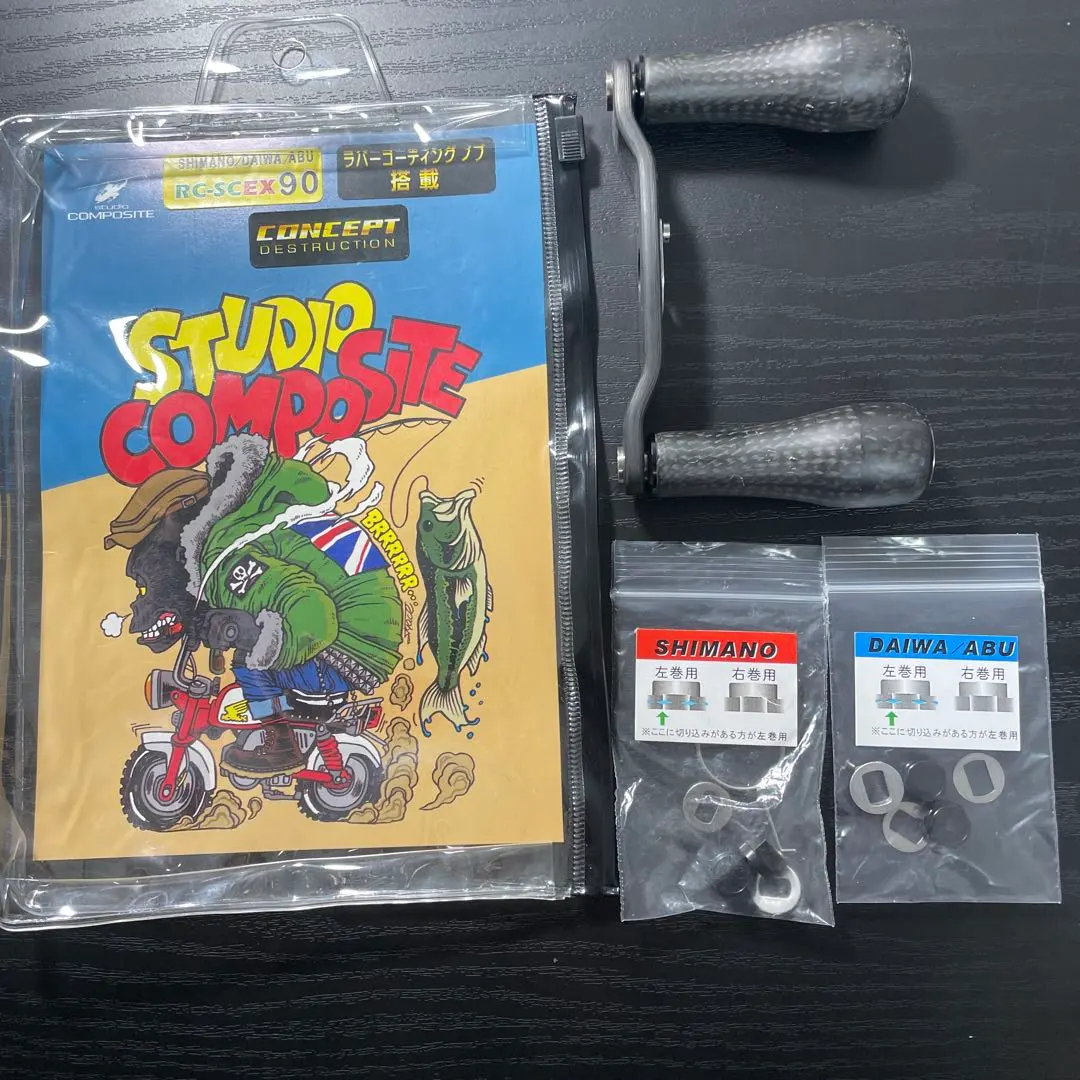 studio
COMPOSITE
SHIMANO/DAIWA/ABU
RC-SCEX90
ラバーコーティングノブ
搭載
CONCEPT
DESTRUCTION
STUDIO
COMPOSITE
BRRRRRRR...
SHIMANO
左巻用 右巻用
※ここに切り込みがある方が左巻用
DAIWA/ABU
左巻用 右巻用
※ここに切り込みがある方が左巻用